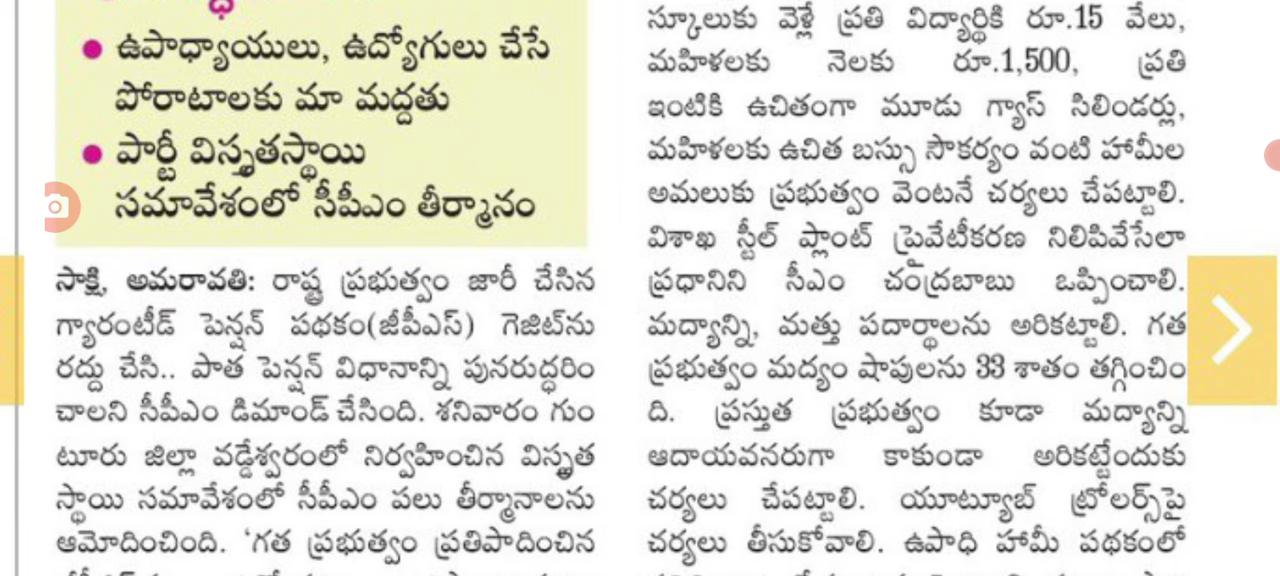 ఉపాధ్యాయులు, ఉద్యోగులు చేసే
పోరాటాలకు మా మద్దతు
పార్టీ విస్తృతస్థాయి
సమావేశంలో సీపీఎం తీర్మానం
సాక్షి, అమరావతి: రాష్ట్ర ప్రభుత్వం జారీ చేసిన
గ్యారంటీడ్ పెన్షన్ పథకం(జీపీఎస్) గెజిట్‌ను
రద్దు చేసి.. పాత పెన్షన్ విధానాన్ని పునరుద్ధరిం
చాలని సీపీఎం డిమాండ్ చేసింది. శనివారం గుం
టూరు జిల్లా వడ్డేశ్వరంలో నిర్వహించిన విస్తృత
స్థాయి సమావేశంలో సీపీఎం పలు తీర్మానాలను
ఆమోదించింది. ‘గత ప్రభుత్వం ప్రతిపాదించిన
స్కూలుకు వెళ్లే ప్రతి విద్యార్థికి రూ.15 వేలు,
మహిళలకు నెలకు రూ.1,500, ప్రతి
ఇంటికి ఉచితంగా మూడు గ్యాస్ సిలిండర్లు,
మహిళలకు ఉచిత బస్సు సౌకర్యం వంటి హామీల
అమలుకు ప్రభుత్వం వెంటనే చర్యలు చేపట్టాలి.
విశాఖ స్టీల్ ప్లాంట్ ప్రైవేటీకరణ నిలిపివేసేలా
ప్రధానిని సీఎం చంద్రబాబు ఒప్పించాలి.
మద్యాన్ని, మత్తు పదార్థాలను అరికట్టాలి. గత
ప్రభుత్వం మద్యం షాపులను 33 శాతం తగ్గించిం
ది. ప్రస్తుత ప్రభుత్వం కూడా మద్యాన్ని
ఆదాయవనరుగా కాకుండా అరికట్టేందుకు
చర్యలు చేపట్టాలి. యూట్యూబ్ ట్రోలర్స్‌పై
చర్యలు తీసుకోవాలి. ఉపాధి హామీ పథకంలో